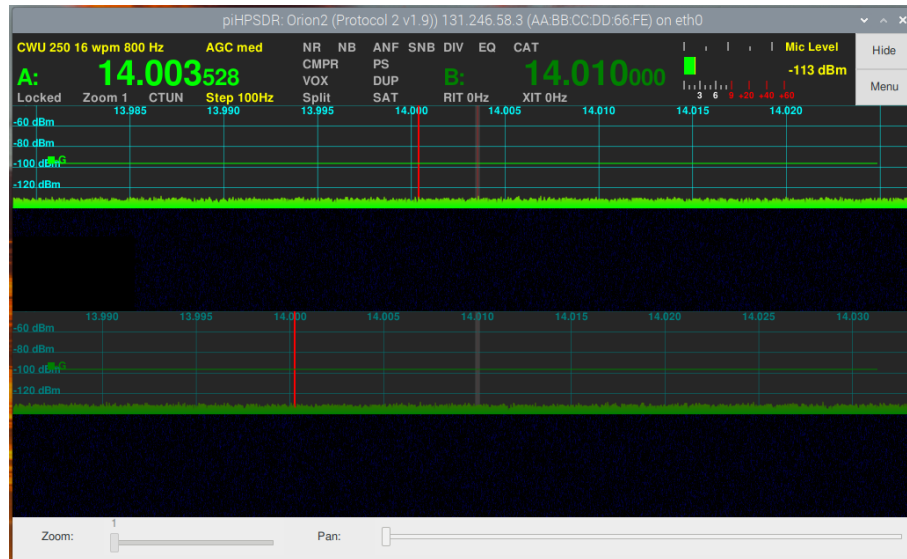 piHPSDR: Orion2 (Protocol 2 v1.9)) 131.246.58.3 (AA:BB:CC:DD:66:FE) on eth0
CWU 250 16 wpm 800 Hz AGC med NR NB ANF SNB DIV EQ CAT Mic Level Hide
CMPR PS
A: 14.003528 VOX DUP B: 14.010000 -113 dBm Menu
Locked Zoom 1 CTUN Step 100Hz Split SAT RIT 0Hz XIT 0Hz 3 6 9 +20 +40 +60
13.985 13.990 13.995 14.000 14.005 14.010 14.015 14.020
-60 dBm
-80 dBm
-100 dBm G
-120 dBm
13.990 13.995 14.000 14.005 14.010 14.015 14.020 14.025 14.030
-60 dBm
-80 dBm
-100 dBm G
-120 dBm
1
Zoom: Pan: